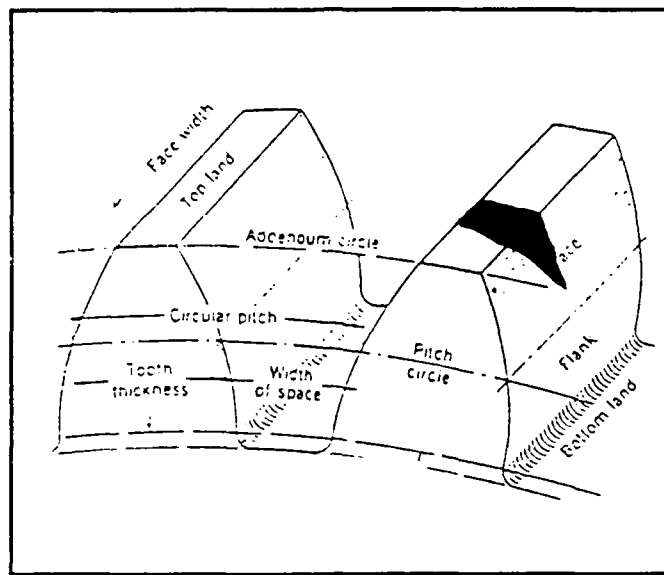 Face width
Top land
Addendum circle
Circular pitch
Pitch
circle
Tooth
thickness
Width
of space
Flank
Bottom land